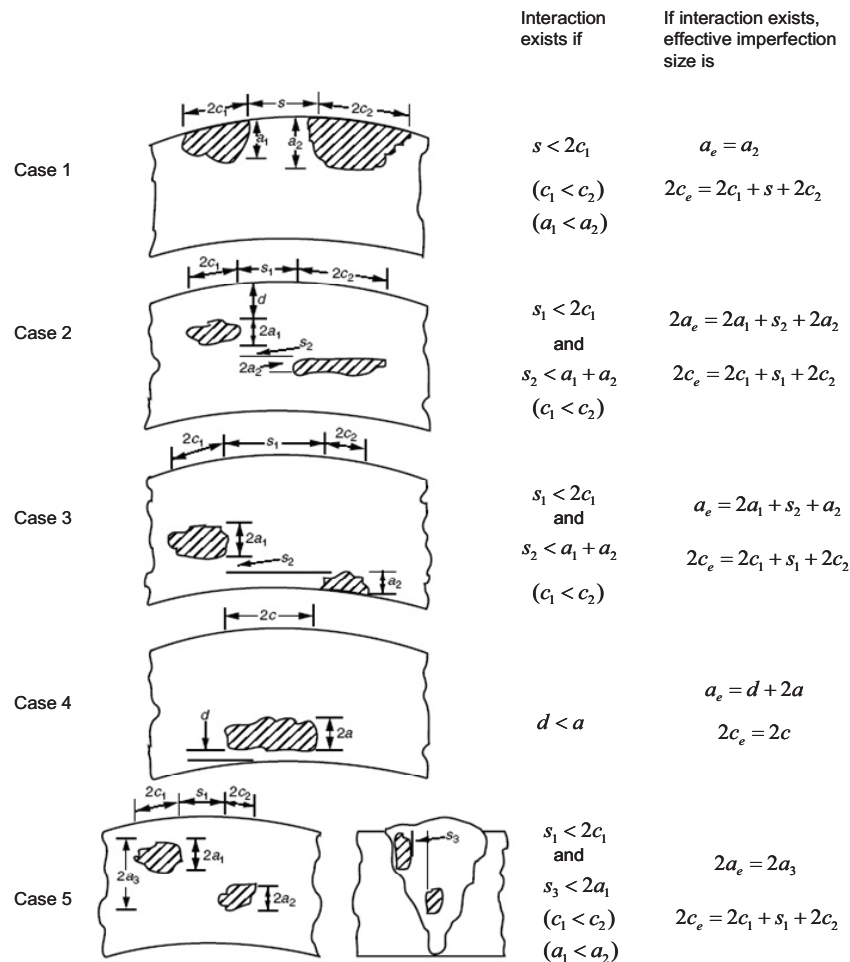 Interaction exists if
If interaction exists, effective imperfection size is
Case 1
2c₁ s 2c₂
a₁ a₂
s < 2c₁
(c₁ < c₂)
(a₁ < a₂)
aₑ = a₂
2cₑ = 2c₁ + s + 2c₂
Case 2
2c₁ s₁ 2c₂
d
2a₁
s₂
2a₂
s₁ < 2c₁
and
s₂ < a₁ + a₂
(c₁ < c₂)
2aₑ = 2a₁ + s₂ + 2a₂
2cₑ = 2c₁ + s₁ + 2c₂
Case 3
2c₁ s₁ 2c₂
2a₁
s₂
a₂
s₁ < 2c₁
and
s₂ < a₁ + a₂
(c₁ < c₂)
aₑ = 2a₁ + s₂ + a₂
2cₑ = 2c₁ + s₁ + 2c₂
Case 4
2c
d
2a
d < a
aₑ = d + 2a
2cₑ = 2c
Case 5
2c₁ s₁ 2c₂
2a₁
2a₃
2a₂
s₃
s₁ < 2c₁
and
s₃ < 2a₁
(c₁ < c₂)
(a₁ < a₂)
2aₑ = 2a₃
2cₑ = 2c₁ + s₁ + 2c₂